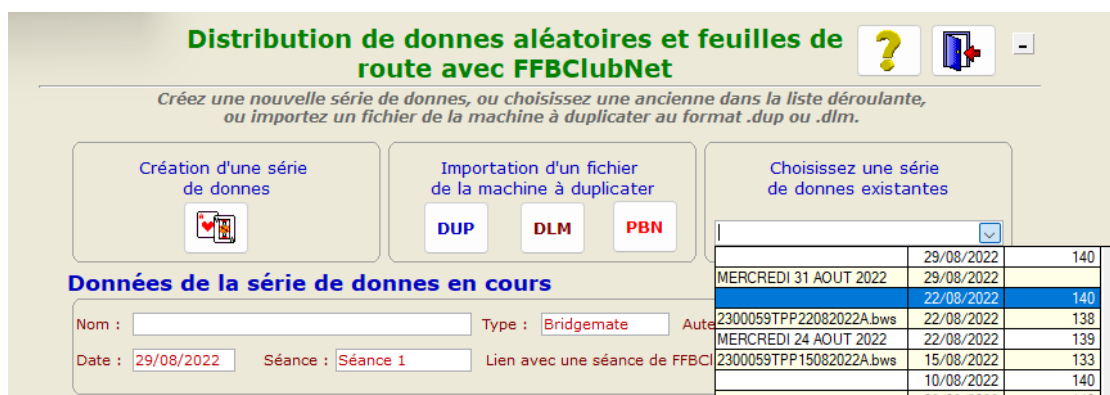 Distribution de donnes aléatoires et feuilles de
route avec FFBClubNet
Créez une nouvelle série de donnes, ou choisissez une ancienne dans la liste déroulante,
ou importez un fichier de la machine à duplicater au format .dup ou .dlm.
Création d'une série
de donnes
Importation d'un fichier
de la machine à duplicater
DUP DLM PBN
Choisissez une série
de donnes existantes
29/08/2022 140
MERCREDI 31 AOUT 2022 29/08/2022
22/08/2022 140
2300059TPP22082022A.bws 22/08/2022 138
MERCREDI 24 AOUT 2022 22/08/2022 139
2300059TPP15082022A.bws 15/08/2022 133
10/08/2022 140
Données de la série de donnes en cours
Nom : Type : Bridgemate Aute
Date : 29/08/2022 Séance : Séance 1 Lien avec une séance de FFBCl